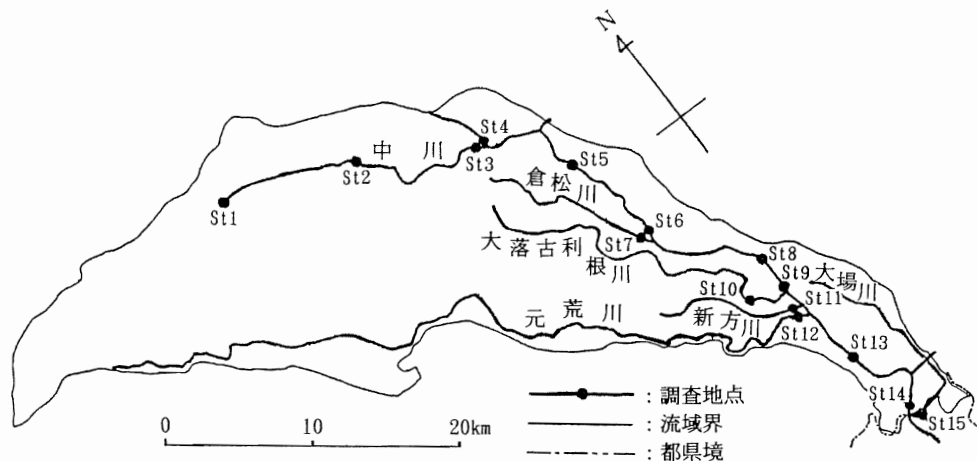 N
St4
中川
St3
St5
St2
倉松川
St1
St6
大落古利根川
St7
St8
St9
大場川
St10
St11
新方川
St12
元荒川
St13
St14
St15
0 10 20km
：調査地点
：流域界
：都県境